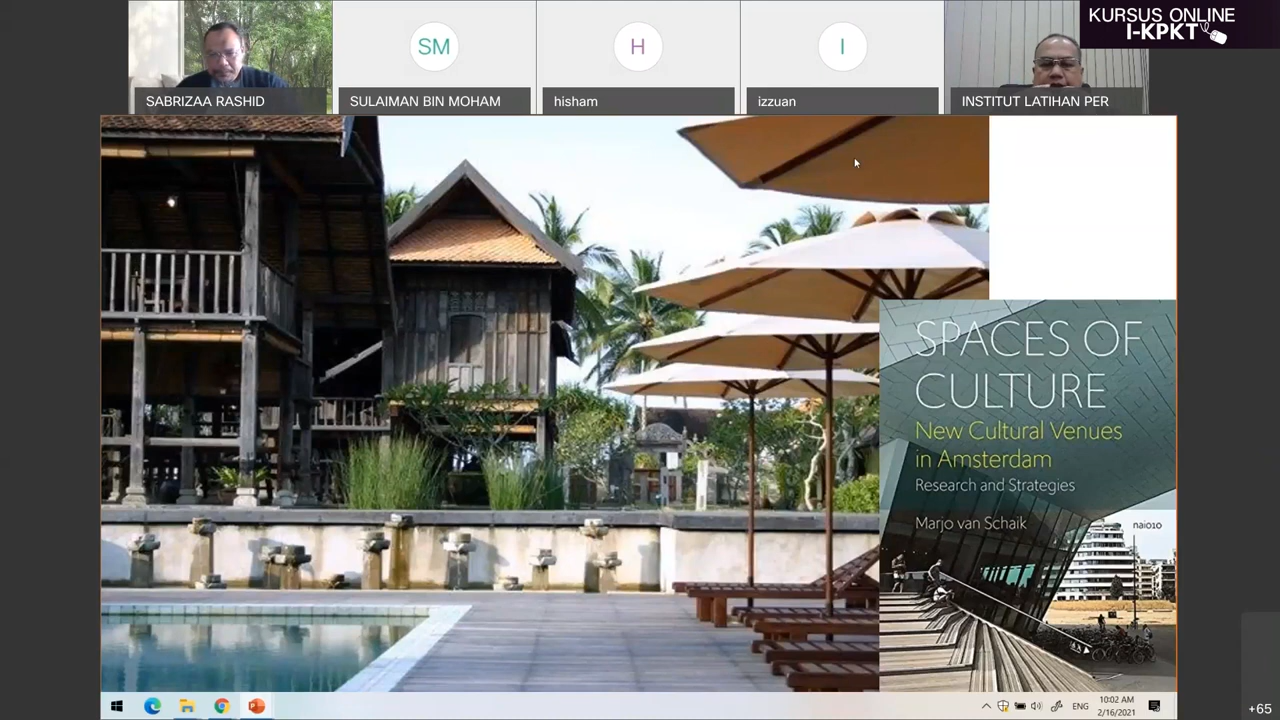 KURSUS ONLINE
I-KPKT
SM
H
I
SABRIZAA RASHID
SULAIMAN BIN MOHAM
hisham
izzuan
INSTITUT LATIHAN PER
SPACES OF
CULTURE
New Cultural Venues
in Amsterdam
Research and Strategies
Marjo van Schaik
nai010
ENG
10:02 AM
2/16/2021
+65